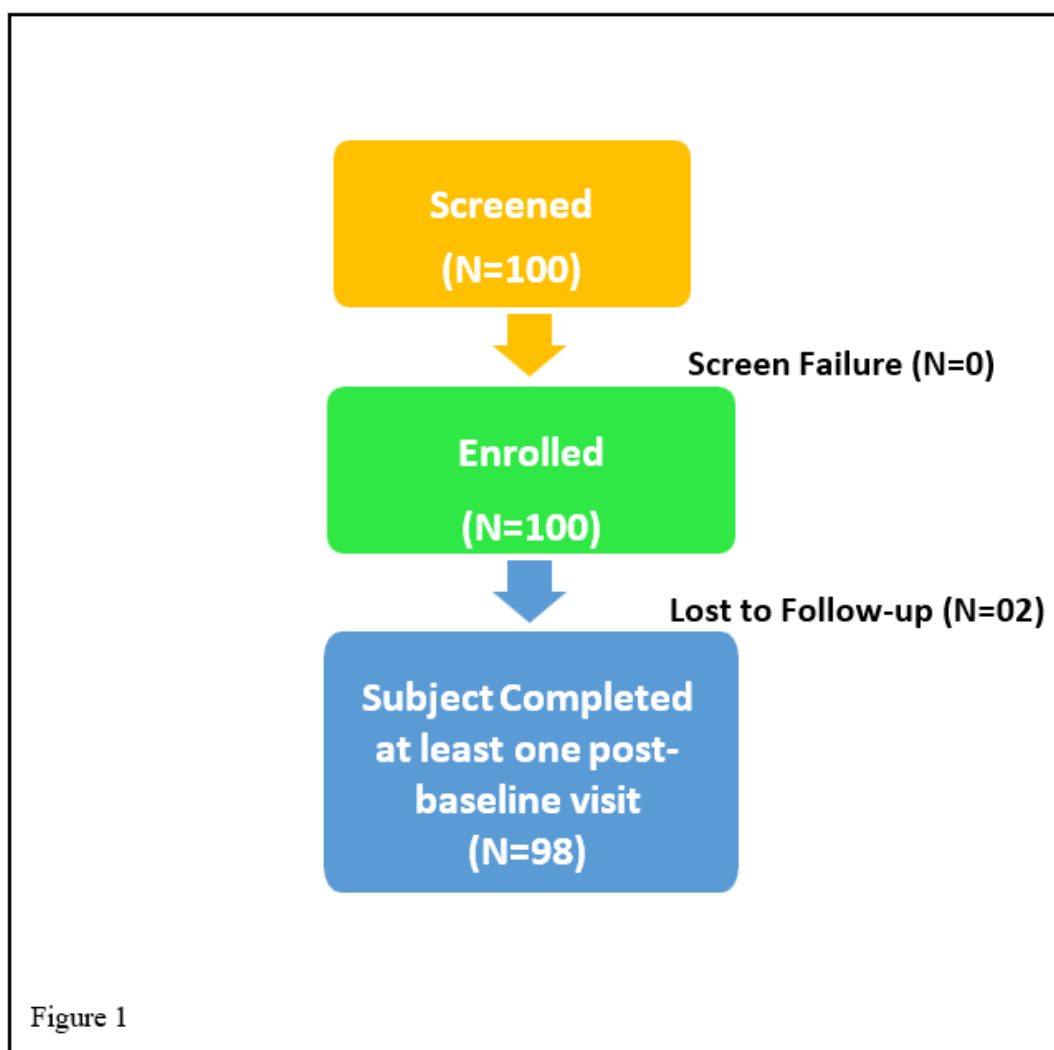 Screened
(N=100)
Screen Failure (N=0)
Enrolled
(N=100)
Lost to Follow-up (N=02)
Subject Completed
at least one post-
baseline visit
(N=98)
Figure 1